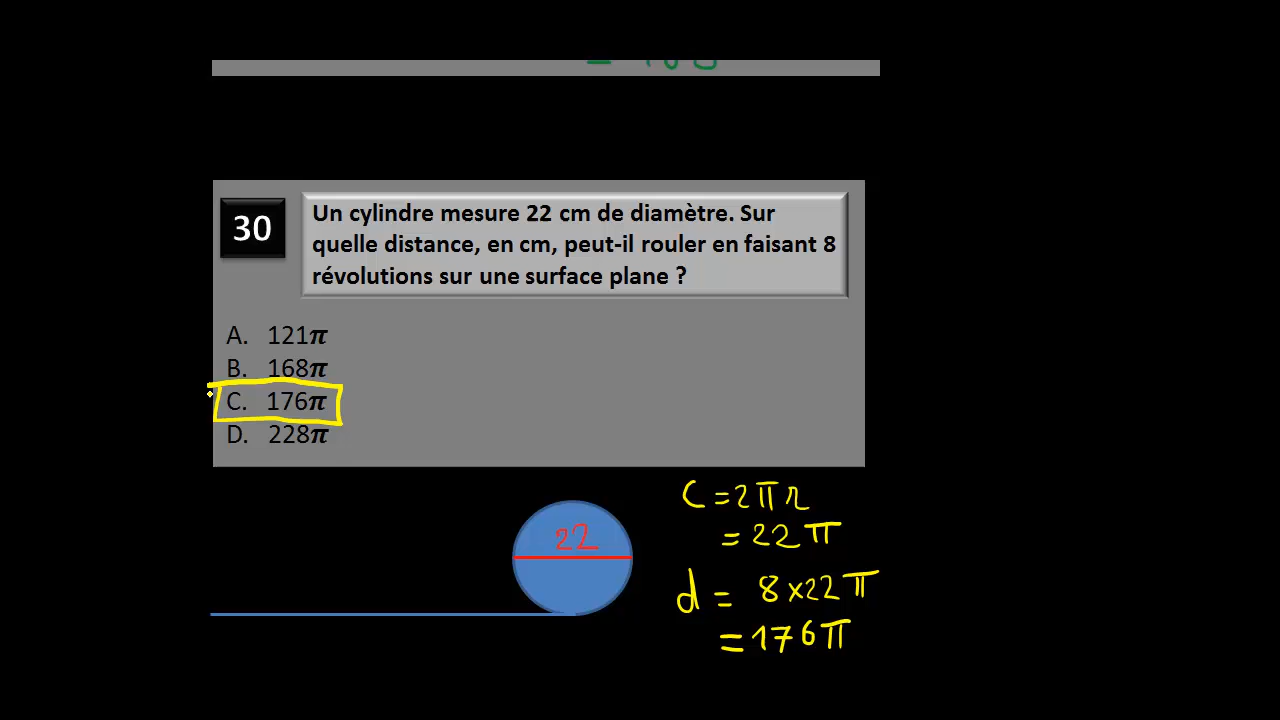 30
Un cylindre mesure 22 cm de diamètre. Sur
quelle distance, en cm, peut-il rouler en faisant 8
révolutions sur une surface plane ?
A. 121π
B. 168π
C. 176π
D. 228π
22
C = 2πr
= 22π
d = 8×22π
= 176π